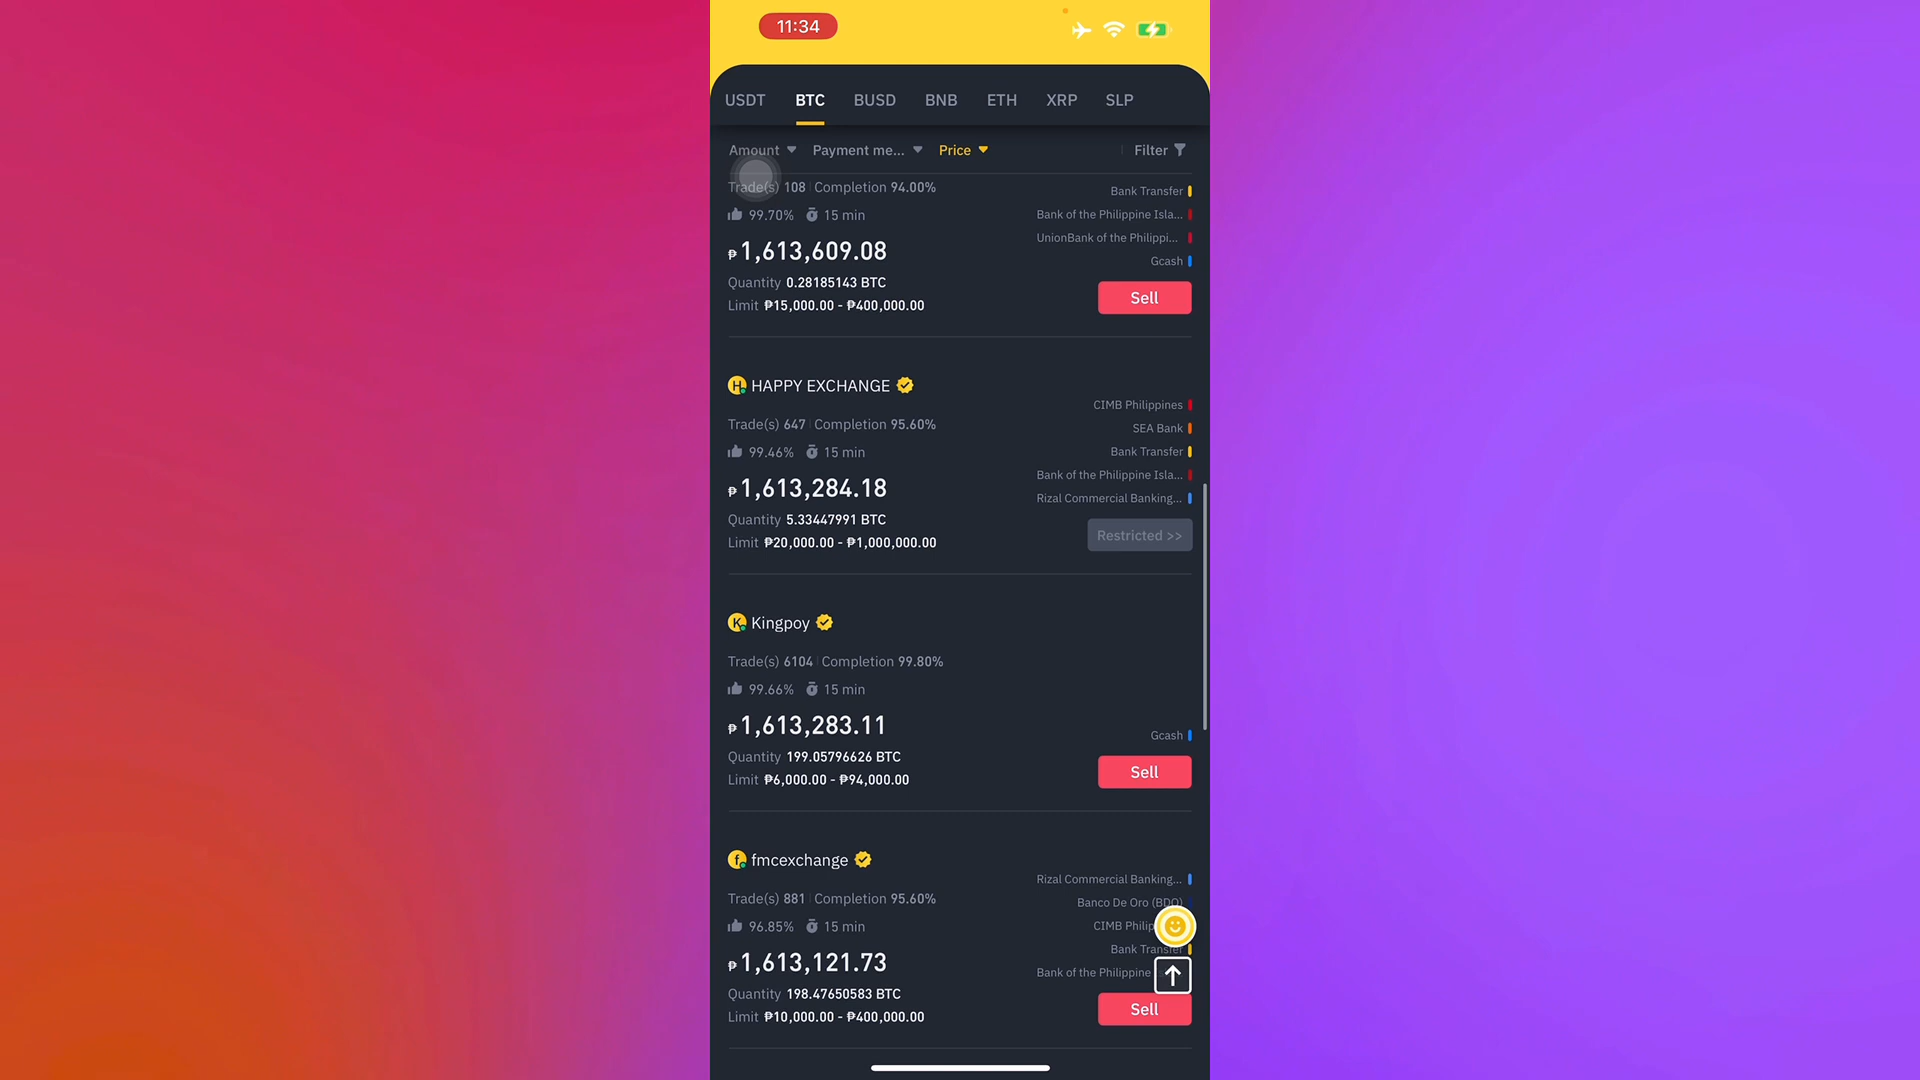 11:34
USDT BTC BUSD BNB ETH XRP SLP
Amount Payment me... Price Filter
Trade(s) 108 Completion 94.00%
Bank Transfer
99.70% 15 min
Bank of the Philippine Isla...
UnionBank of the Philippi...
₱ 1,613,609.08
Gcash
Quantity 0.28185143 BTC
Limit ₱15,000.00 - ₱400,000.00
Sell
H HAPPY EXCHANGE
CIMB Philippines
Trade(s) 647 Completion 95.60%
SEA Bank
99.46% 15 min
Bank Transfer
Bank of the Philippine Isla...
₱ 1,613,284.18
Rizal Commercial Banking...
Quantity 5.33447991 BTC
Limit ₱20,000.00 - ₱1,000,000.00
Restricted >>
K Kingpoy
Trade(s) 6104 Completion 99.80%
99.66% 15 min
₱ 1,613,283.11
Gcash
Quantity 199.05796626 BTC
Limit ₱6,000.00 - ₱94,000.00
Sell
f fmcexchange
Rizal Commercial Banking...
Trade(s) 881 Completion 95.60%
Banco De Oro (BDO)
96.85% 15 min
CIMB Philip
Bank Transfer
₱ 1,613,121.73
Bank of the Philippine
Quantity 198.47650583 BTC
Limit ₱10,000.00 - ₱400,000.00
Sell